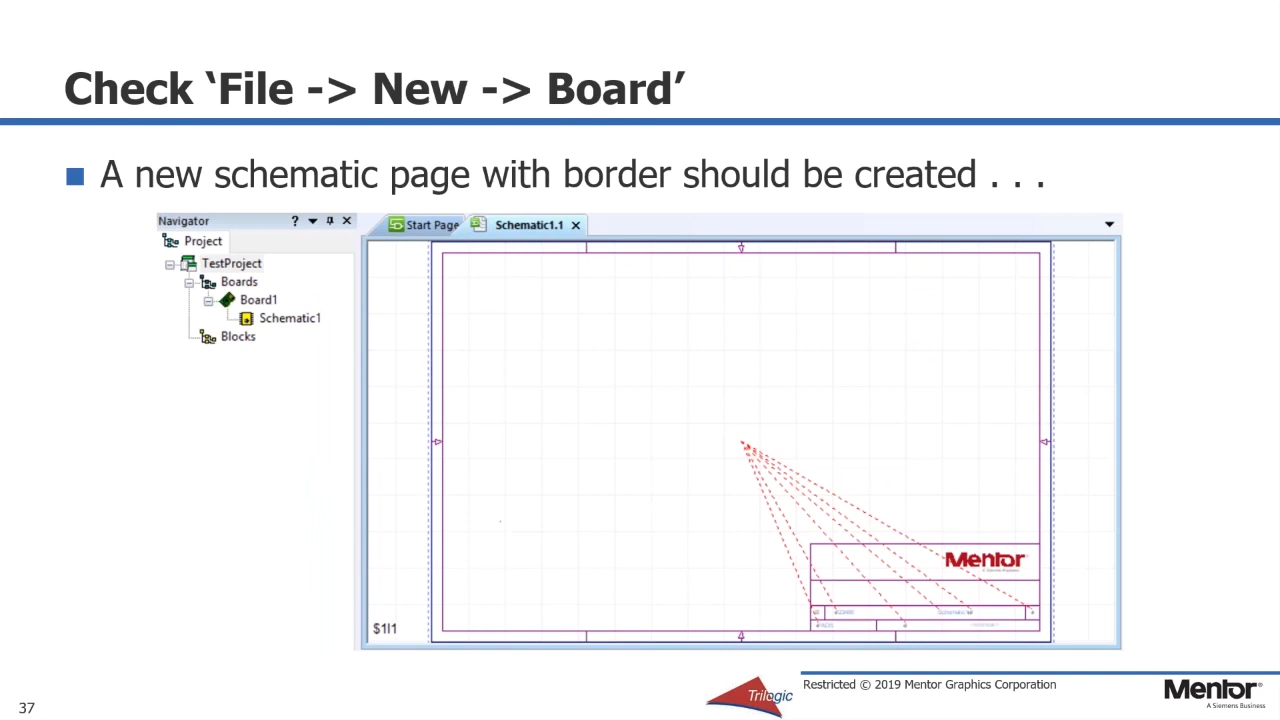 Check ‘File -> New -> Board’
A new schematic page with border should be created . . .
Navigator
Start Page
Schematic1.1
Project
TestProject
Boards
Board1
Schematic1
Blocks
Mentor
$1I1
Restricted © 2019 Mentor Graphics Corporation
Trilogic
Mentor®
A Siemens Business
37